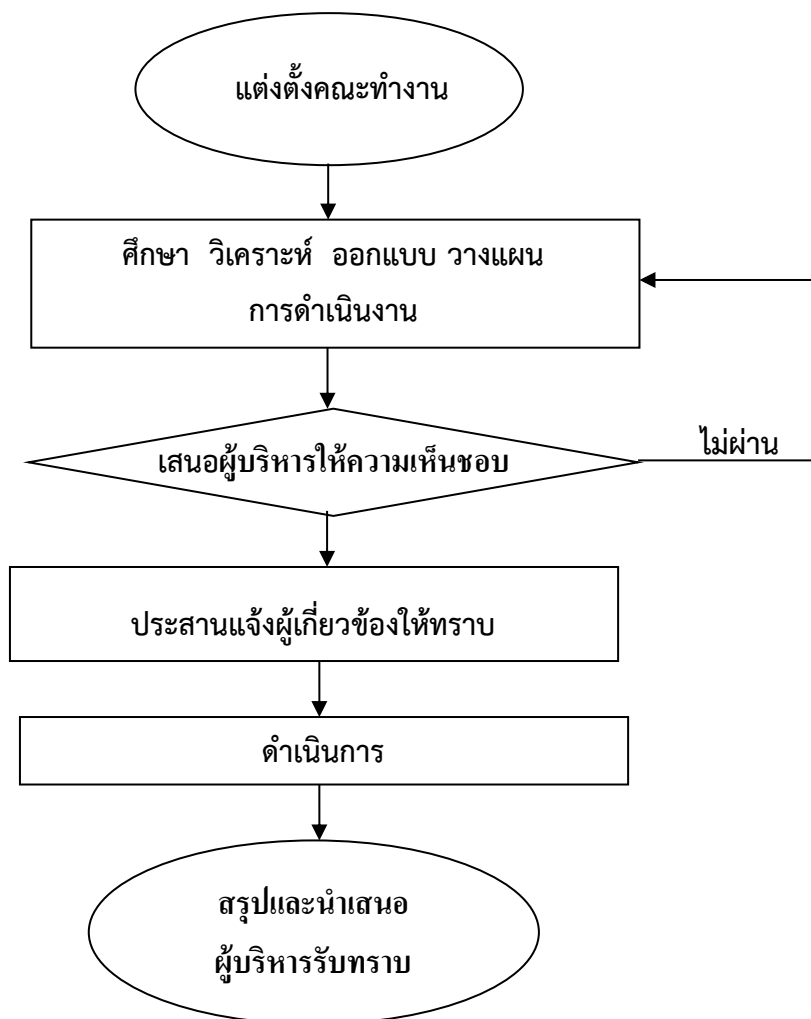 แต่งตั้งคณะทำงาน
ศึกษา วิเคราะห์ ออกแบบ วางแผน
การดำเนินงาน
เสนอผู้บริหารให้ความเห็นชอบ
ไม่ผ่าน
ประสานแจ้งผู้เกี่ยวข้องให้ทราบ
ดำเนินการ
สรุปและนำเสนอ
ผู้บริหารรับทราบ